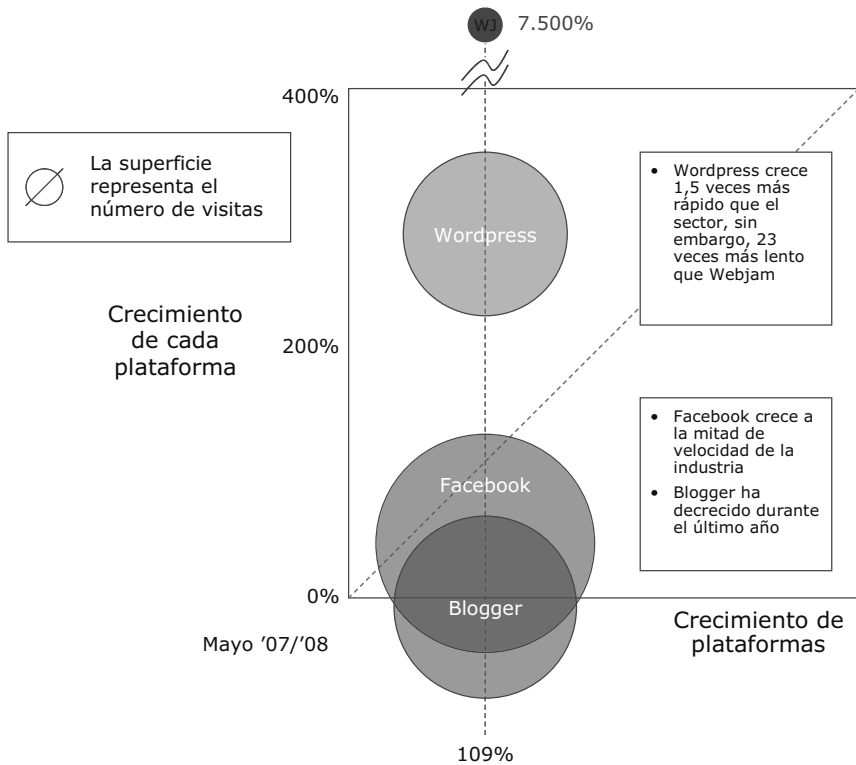 WJ
7.500%
400%
La superficie
representa el
número de visitas
• Wordpress crece
1,5 veces más
rápido que el
sector, sin
embargo, 23
veces más lento
que Webjam
Wordpress
Crecimiento
de cada
plataforma
200%
• Facebook crece a
la mitad de
velocidad de la
industria
• Blogger ha
decrecido durante
el último año
Facebook
0%
Blogger
Crecimiento de
plataformas
Mayo ’07/’08
109%